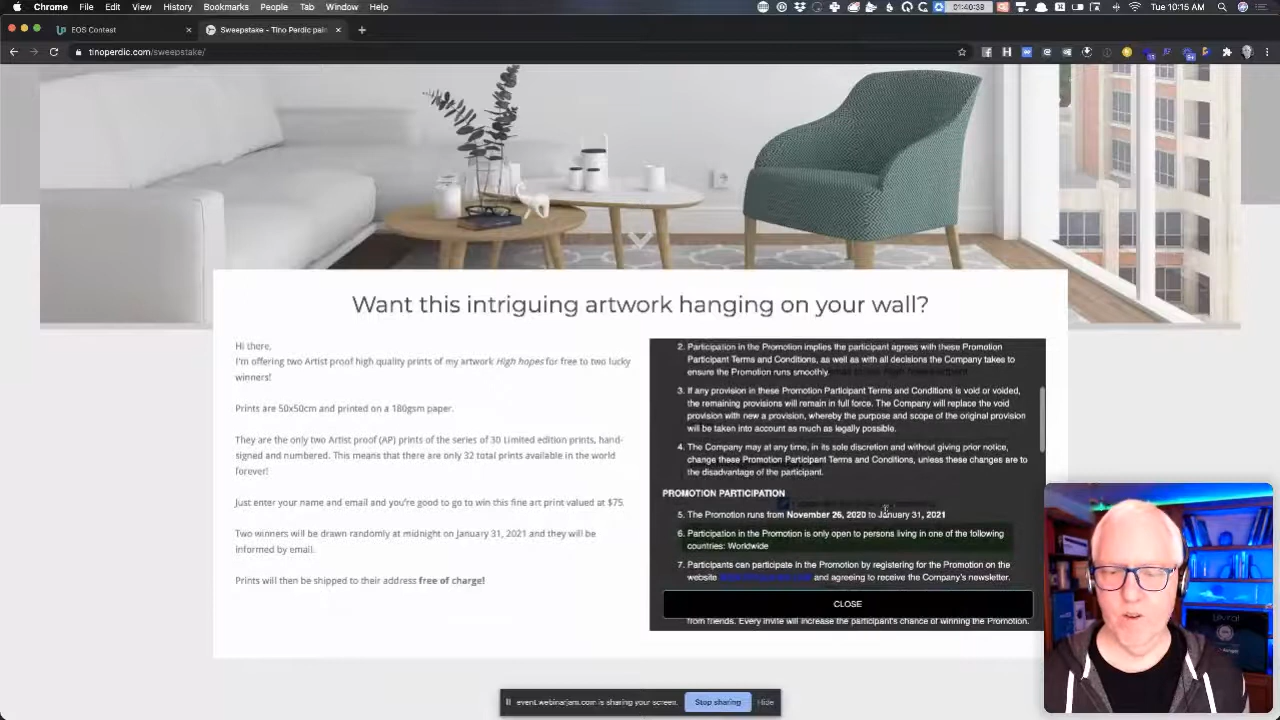 Chrome File Edit View History Bookmarks People Tab Window Help
01:40:38
Tue 10:15 AM
EOS Contest
Sweepstake - Tino Perdic pain
tinoperdic.com/sweepstake/
Want this intriguing artwork hanging on your wall?
Hi there,
I'm offering two Artist proof high quality prints of my artwork High hopes for free to two lucky
winners!
Prints are 50x50cm and printed on a 180gsm paper.
They are the only two Artist proof (AP) prints of the series of 30 Limited edition prints, hand-
signed and numbered. This means that there are only 32 total prints available in the world
forever!
Just enter your name and email and you're good to go to win this fine art print valued at $75.
Two winners will be drawn randomly at midnight on January 31, 2021 and they will be
informed by email.
Prints will then be shipped to their address free of charge!
2. Participation in the Promotion implies the participant agrees with these Promotion
Participant Terms and Conditions, as well as with all decisions the Company takes to
ensure the Promotion runs smoothly.
3. If any provision in these Promotion Participant Terms and Conditions is void or voided,
the remaining provisions will remain in full force. The Company will replace the void
provision with new a provision, whereby the purpose and scope of the original provision
will be taken into account as much as legally possible.
4. The Company may at any time, in its sole discretion and without giving prior notice,
change these Promotion Participant Terms and Conditions, unless these changes are to
the disadvantage of the participant.
PROMOTION PARTICIPATION
5. The Promotion runs from November 26, 2020 to January 31, 2021
6. Participation in the Promotion is only open to persons living in one of the following
countries: Worldwide
7. Participants can participate in the Promotion by registering for the Promotion on the
website and agreeing to receive the Company's newsletter.
CLOSE
from friends. Every invite will increase the participant's chance of winning the Promotion.
event.webinarjam.com is sharing your screen.
Stop sharing
Hide